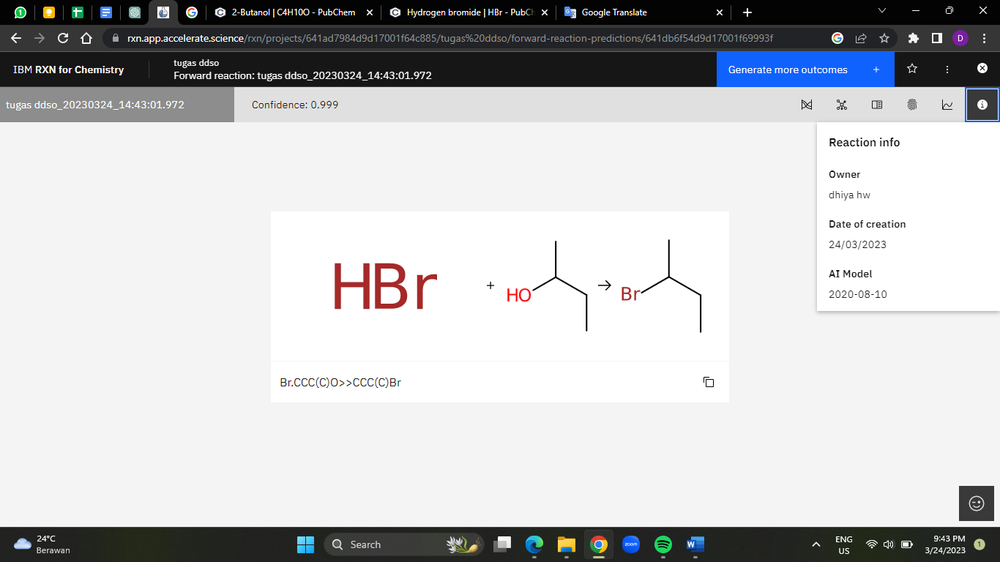 2-Butanol | C4H10O - PubChem
Hydrogen bromide | HBr - PubCh
Google Translate
rxn.app.accelerate.science/rxn/projects/641ad7984d9d17001f64c885/tugas%20ddso/forward-reaction-predictions/641db6f54d9d17001f69993f
D
IBM RXN for Chemistry
tugas ddso
Forward reaction: tugas ddso_20230324_14:43:01.972
Generate more outcomes +
tugas ddso_20230324_14:43:01.972
Confidence: 0.999
Reaction info
Owner
dhiya hw
Date of creation
24/03/2023
AI Model
2020-08-10
HBr + HO → Br
Br.CCC(C)O>>CCC(C)Br
24°C
Berawan
Search
zoom
W
ENG
US
9:43 PM
3/24/2023
1